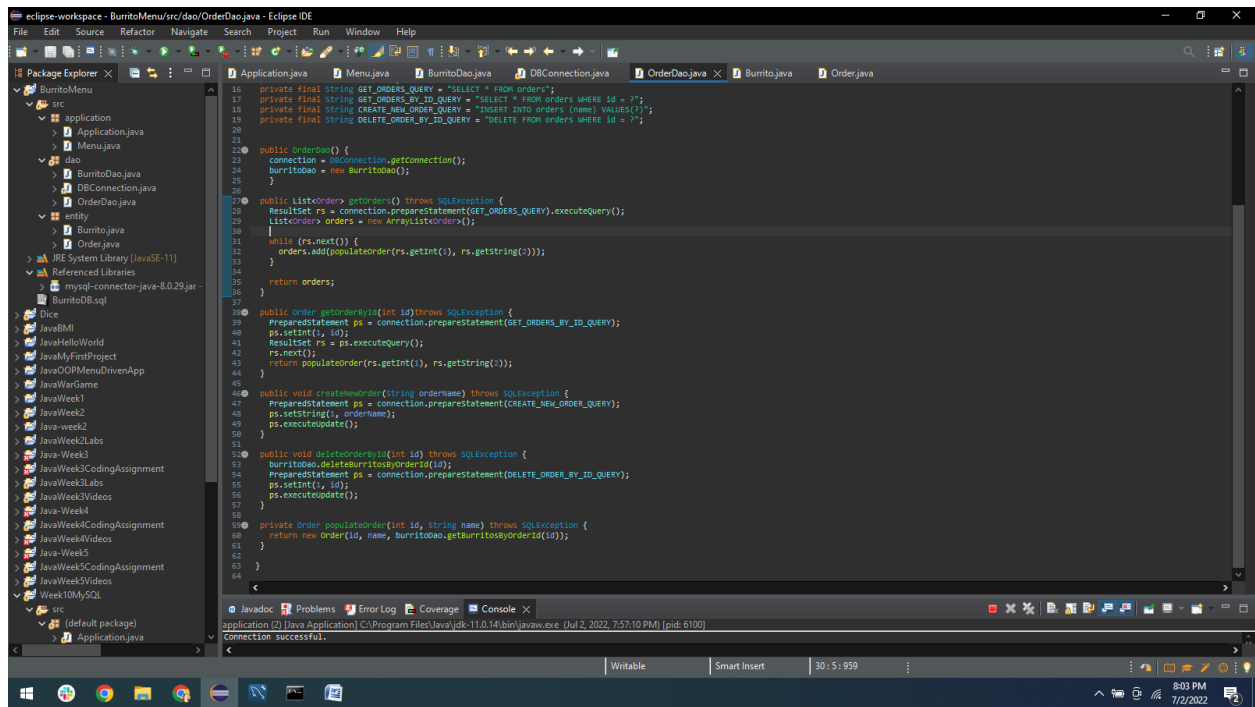 eclipse-workspace - BurritoMenu/src/dao/OrderDao.java - Eclipse IDE
File Edit Source Refactor Navigate Search Project Run Window Help
Package Explorer
Application.java Menu.java BurritoDao.java DBConnection.java OrderDao.java Burrito.java Order.java
BurritoMenu
src
application
Application.java
Menu.java
dao
BurritoDao.java
DBConnection.java
OrderDao.java
entity
Burrito.java
Order.java
JRE System Library [JavaSE-11]
Referenced Libraries
mysql-connector-java-8.0.29.jar -
BurritoDB.sql
Dice
JavaBMI
JavaHelloWorld
JavaMyFirstProject
JavaOOPMenuDrivenApp
JavaWarGame
JavaWeek1
JavaWeek2
Java-week2
JavaWeek2Labs
Java-Week3
JavaWeek3CodingAssignment
JavaWeek3Labs
JavaWeek3Videos
Java-Week4
JavaWeek4CodingAssignment
JavaWeek4Videos
Java-Week5
JavaWeek5CodingAssignment
JavaWeek5Videos
Week10MySQL
src
(default package)
Application.java
16 private final String GET_ORDERS_QUERY = "SELECT * FROM orders";
17 private final String GET_ORDERS_BY_ID_QUERY = "SELECT * FROM orders WHERE id = ?";
18 private final String CREATE_NEW_ORDER_QUERY = "INSERT INTO orders (name) VALUES(?)";
19 private final String DELETE_ORDER_BY_ID_QUERY = "DELETE FROM orders WHERE id = ?";
20
21
22 public OrderDao() {
23 connection = DBConnection.getConnection();
24 burritoDao = new BurritoDao();
25 }
26
27 public List<Order> getOrders() throws SQLException {
28 ResultSet rs = connection.prepareStatement(GET_ORDERS_QUERY).executeQuery();
29 List<Order> orders = new ArrayList<Order>();
30
31 while (rs.next()) {
32 orders.add(populateOrder(rs.getInt(1), rs.getString(2)));
33 }
34
35 return orders;
36 }
37
38 public Order getOrderById(int id)throws SQLException {
39 PreparedStatement ps = connection.prepareStatement(GET_ORDERS_BY_ID_QUERY);
40 ps.setInt(1, id);
41 ResultSet rs = ps.executeQuery();
42 rs.next();
43 return populateOrder(rs.getInt(1), rs.getString(2));
44 }
45
46 public void createNewOrder(String orderName) throws SQLException {
47 PreparedStatement ps = connection.prepareStatement(CREATE_NEW_ORDER_QUERY);
48 ps.setString(1, orderName);
49 ps.executeUpdate();
50 }
51
52 public void deleteOrderById(int id) throws SQLException {
53 burritoDao.deleteBurritosByOrderId(id);
54 PreparedStatement ps = connection.prepareStatement(DELETE_ORDER_BY_ID_QUERY);
55 ps.setInt(1, id);
56 ps.executeUpdate();
57 }
58
59 private Order populateOrder(int id, String name) throws SQLException {
60 return new Order(id, name, burritoDao.getBurritosByOrderId(id));
61 }
62
63 }
64
Javadoc Problems Error Log Coverage Console
application (2) [Java Application] C:\Program Files\Java\jdk-11.0.14\bin\javaw.exe (Jul 2, 2022, 7:57:10 PM) [pid: 6100]
Connection successful.
Writable Smart Insert 30 : 5 : 959
8:03 PM
7/2/2022
2